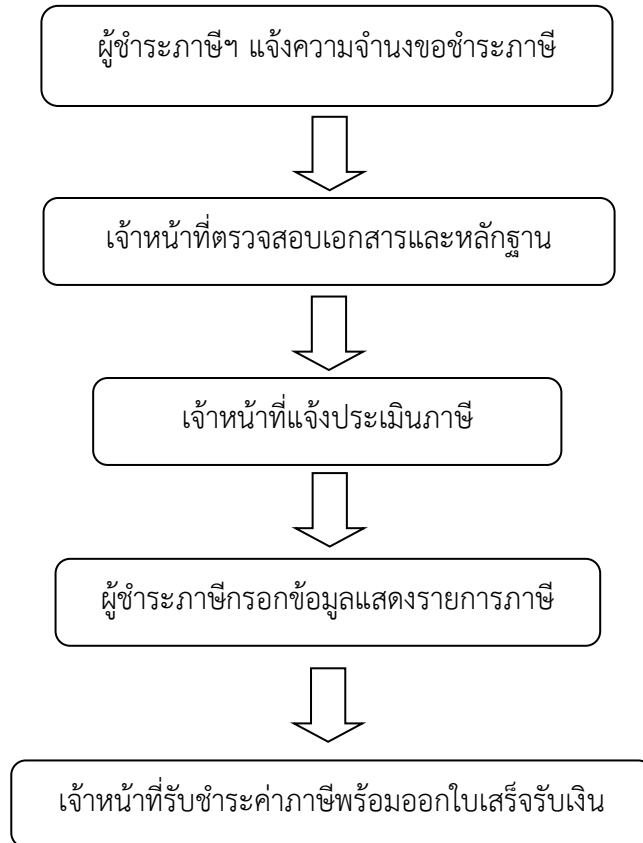 ผู้ชำระภาษีฯ แจ้งความจำนงขอชำระภาษี
เจ้าหน้าที่ตรวจสอบเอกสารและหลักฐาน
เจ้าหน้าที่แจ้งประเมินภาษี
ผู้ชำระภาษีกรอกข้อมูลแสดงรายการภาษี
เจ้าหน้าที่รับชำระค่าภาษีพร้อมออกใบเสร็จรับเงิน